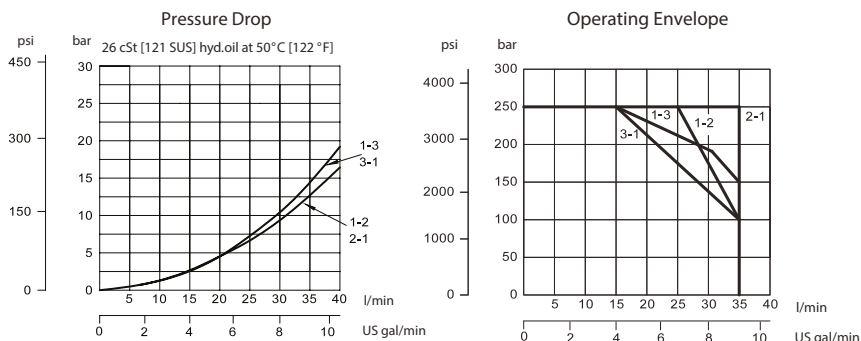 Pressure Drop
psi
bar
26 cSt [121 SUS] hyd.oil at 50°C [122 °F]
450
30
25
300
20
15
150
10
5
0
0
1-3
3-1
1-2
2-1
5 10 15 20 25 30 35 40
l/min
0 2 4 6 8 10
US gal/min
Operating Envelope
psi
bar
300
4000
250
3000
200
150
2000
100
1000
50
0
0
1-3
1-2
2-1
3-1
5 10 15 20 25 30 35 40
l/min
0 2 4 6 8 10
US gal/min